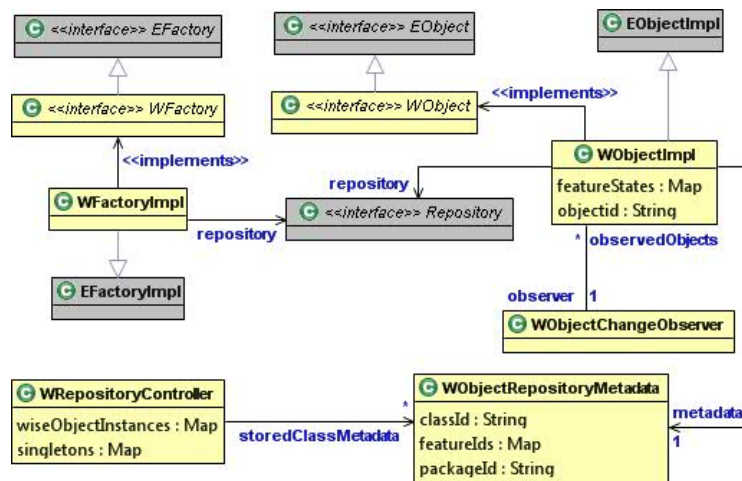 <<interface>> EFactory
<<interface>> EObject
EObjectImpl
<<interface>> WFactory
<<interface>> WObject
<<implements>>
<<implements>>
WObjectImpl
featureStates : Map
objectid : String
repository
WFactoryImpl
<<interface>> Repository
repository
* observedObjects
EFactoryImpl
observer 1
WObjectChangeObserver
WRepositoryController
wiseObjectInstances : Map
singletons : Map
*
storedClassMetadata
WObjectRepositoryMetadata
classId : String
featureIds : Map
packageId : String
metadata
1